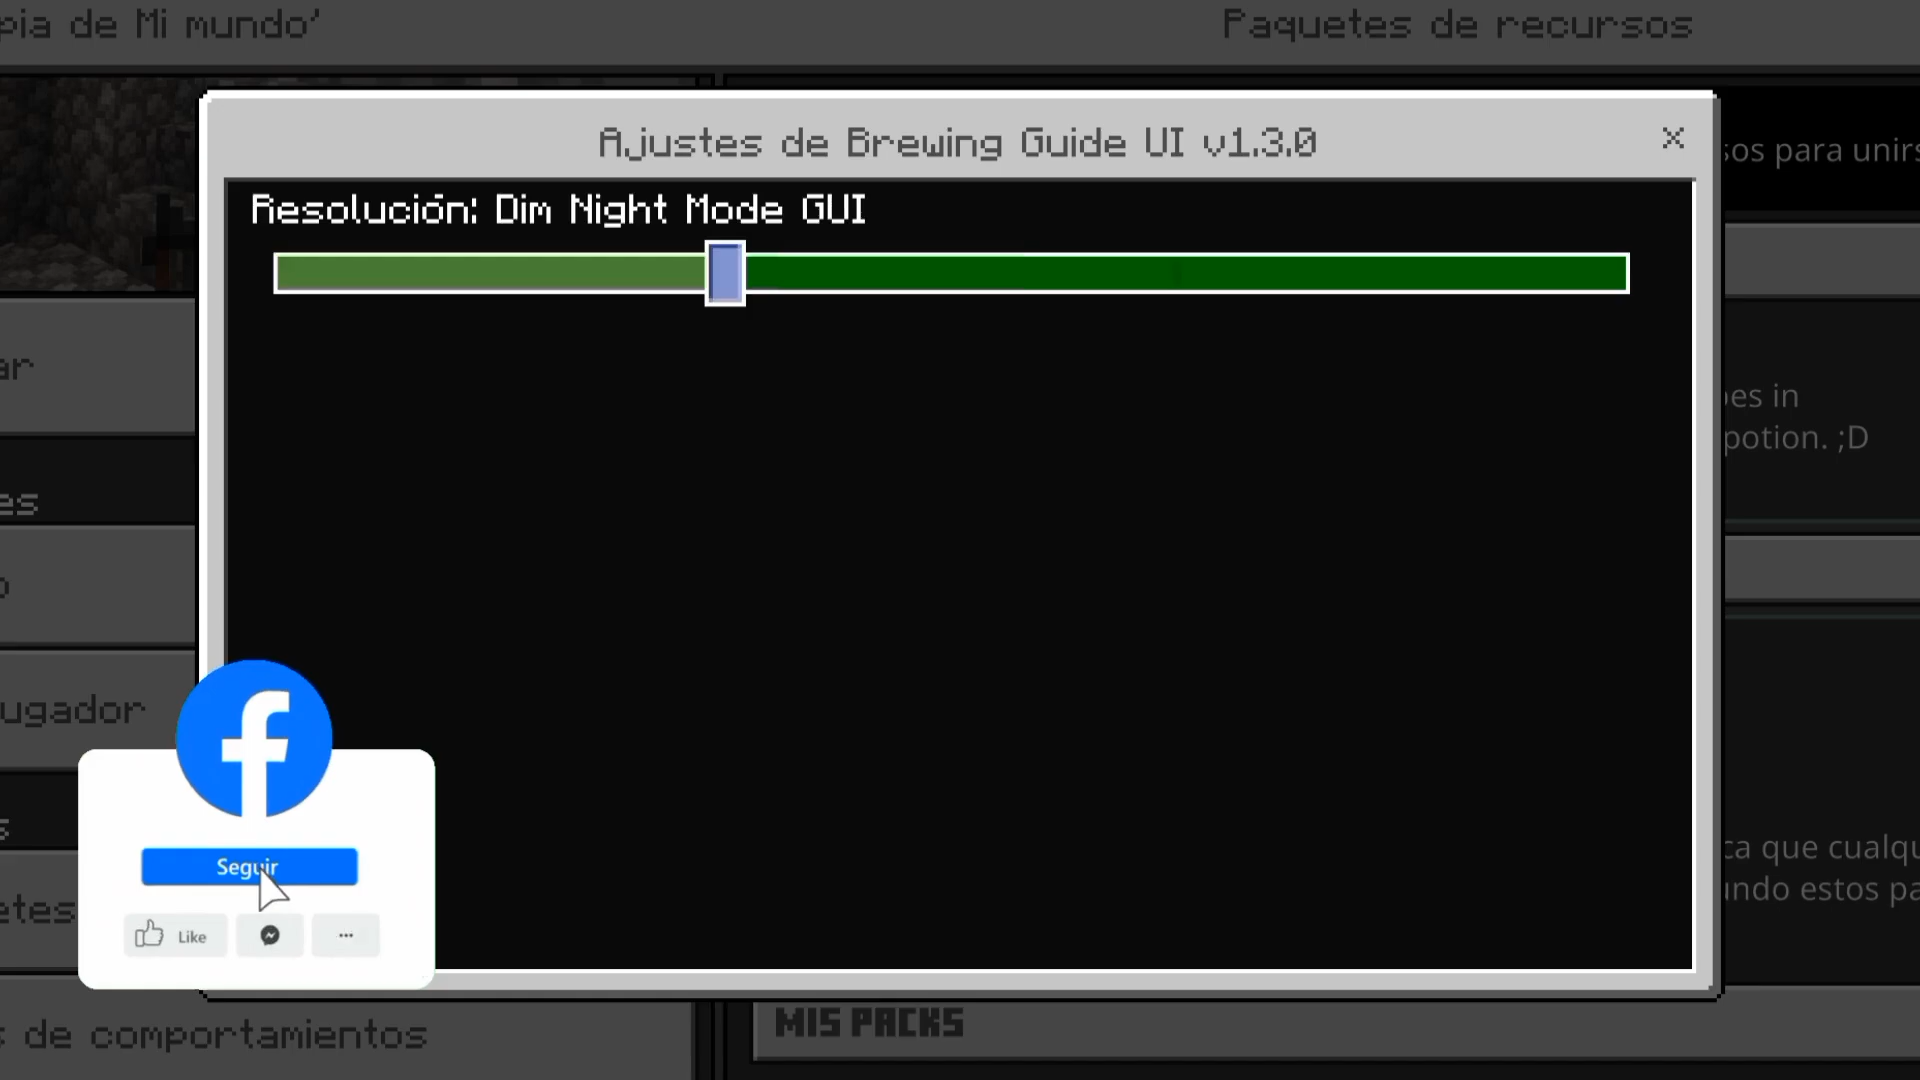 pia de Mi mundo'
Paquetes de recursos
Ajustes de Brewing Guide UI v1.3.0
sos para unirs
Resolución: Dim Night Mode GUI
ar
es in
potion. ;D
es
o
ugador
s
Seguir
ca que cualqu
undo estos pa
etes
Like
MIS PACKS
s de comportamientos